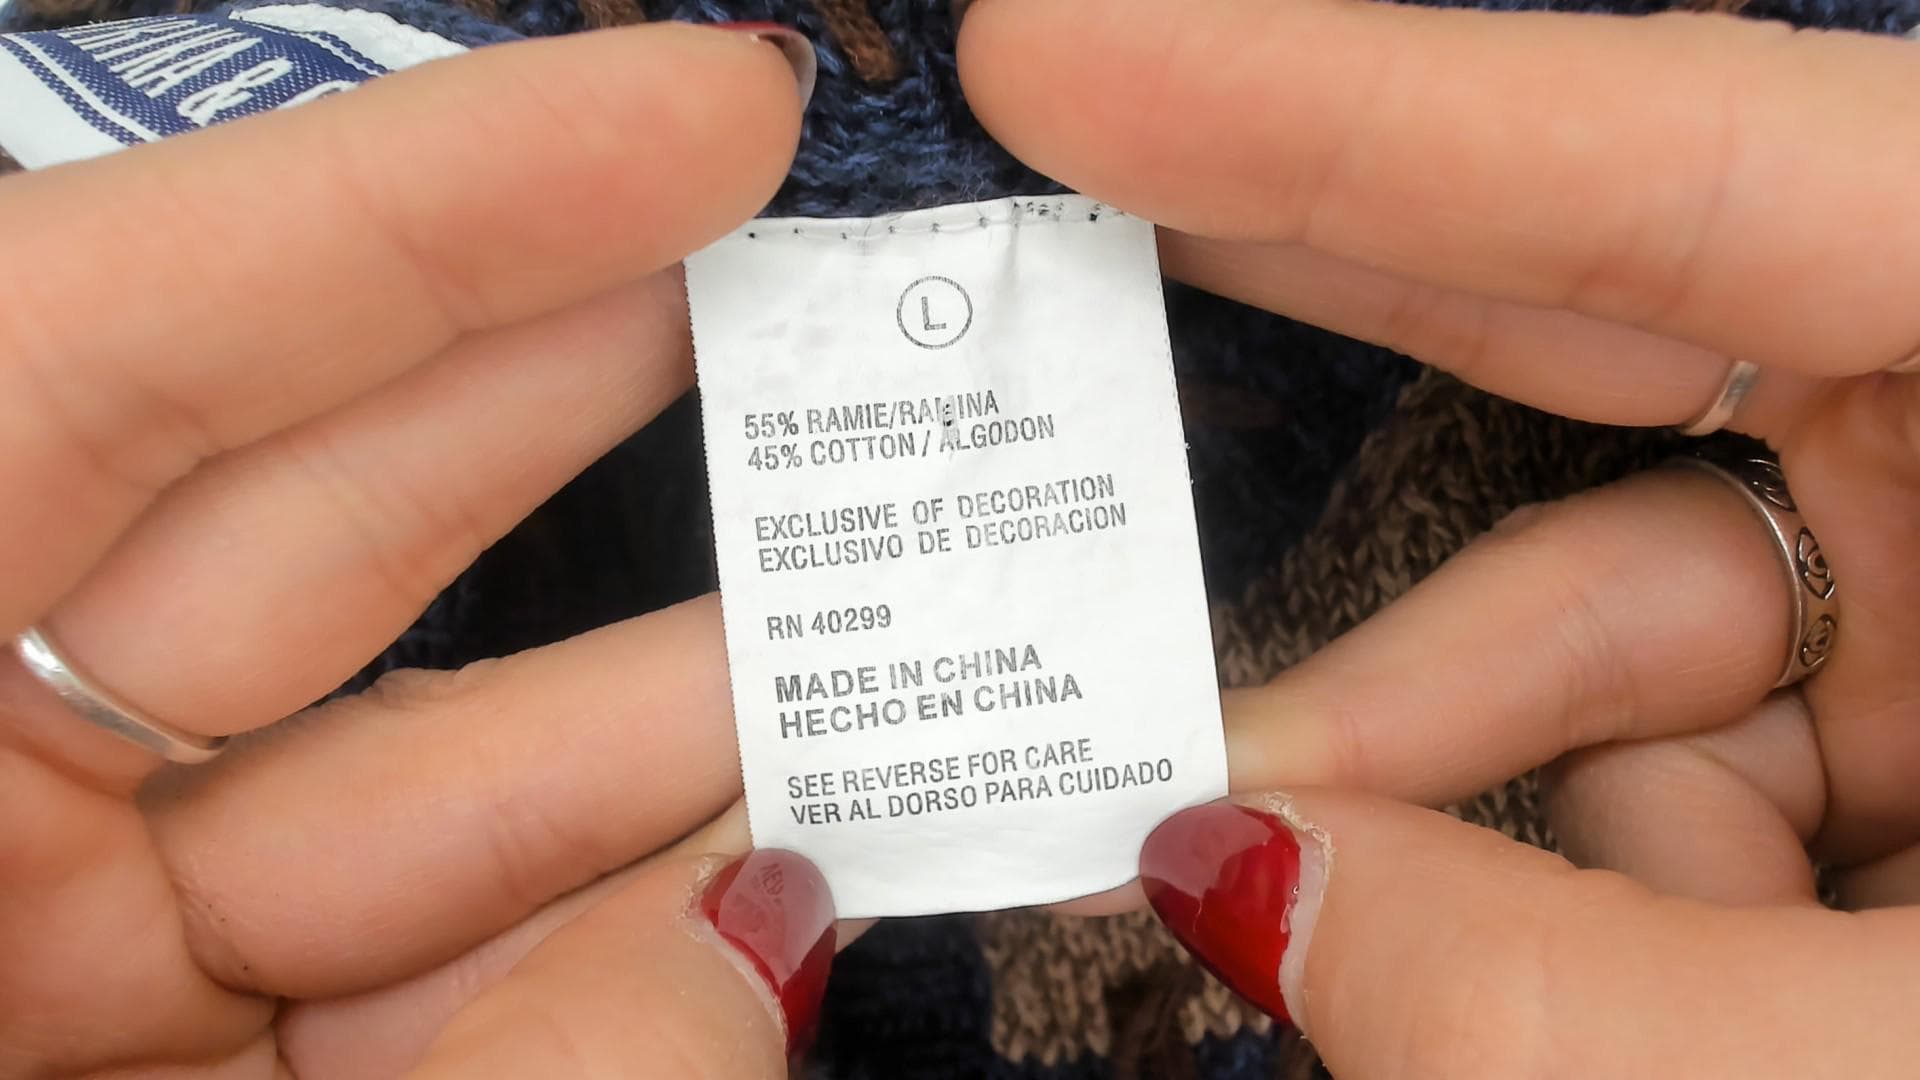 &
L
55% RAMIE/RAMINA
45% COTTON / ALGODON
EXCLUSIVE OF DECORATION
EXCLUSIVO DE DECORACION
RN 40299
MADE IN CHINA
HECHO EN CHINA
SEE REVERSE FOR CARE
VER AL DORSO PARA CUIDADO